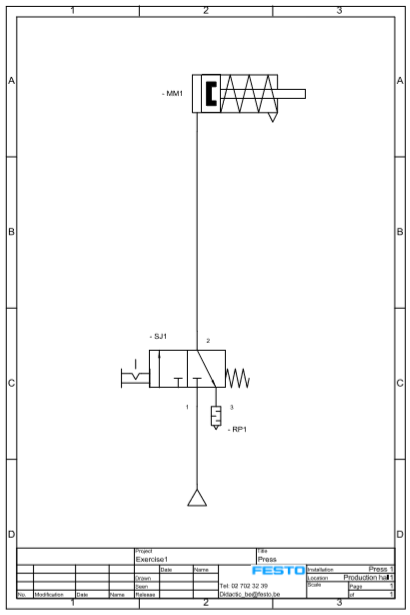 1 2 3
A A
- MM1
B B
- SJ1
2
C C
1 3
- RP1
D D
Project Title
Exercise1 Press
Date Name FESTO Installation Press 1
Drawn Location Production hall 1
Seen Tel: 02 702 32 39 Scale Page 1
No. Modification Date Name Release Didactic_be@festo.be of 1
1 2 3